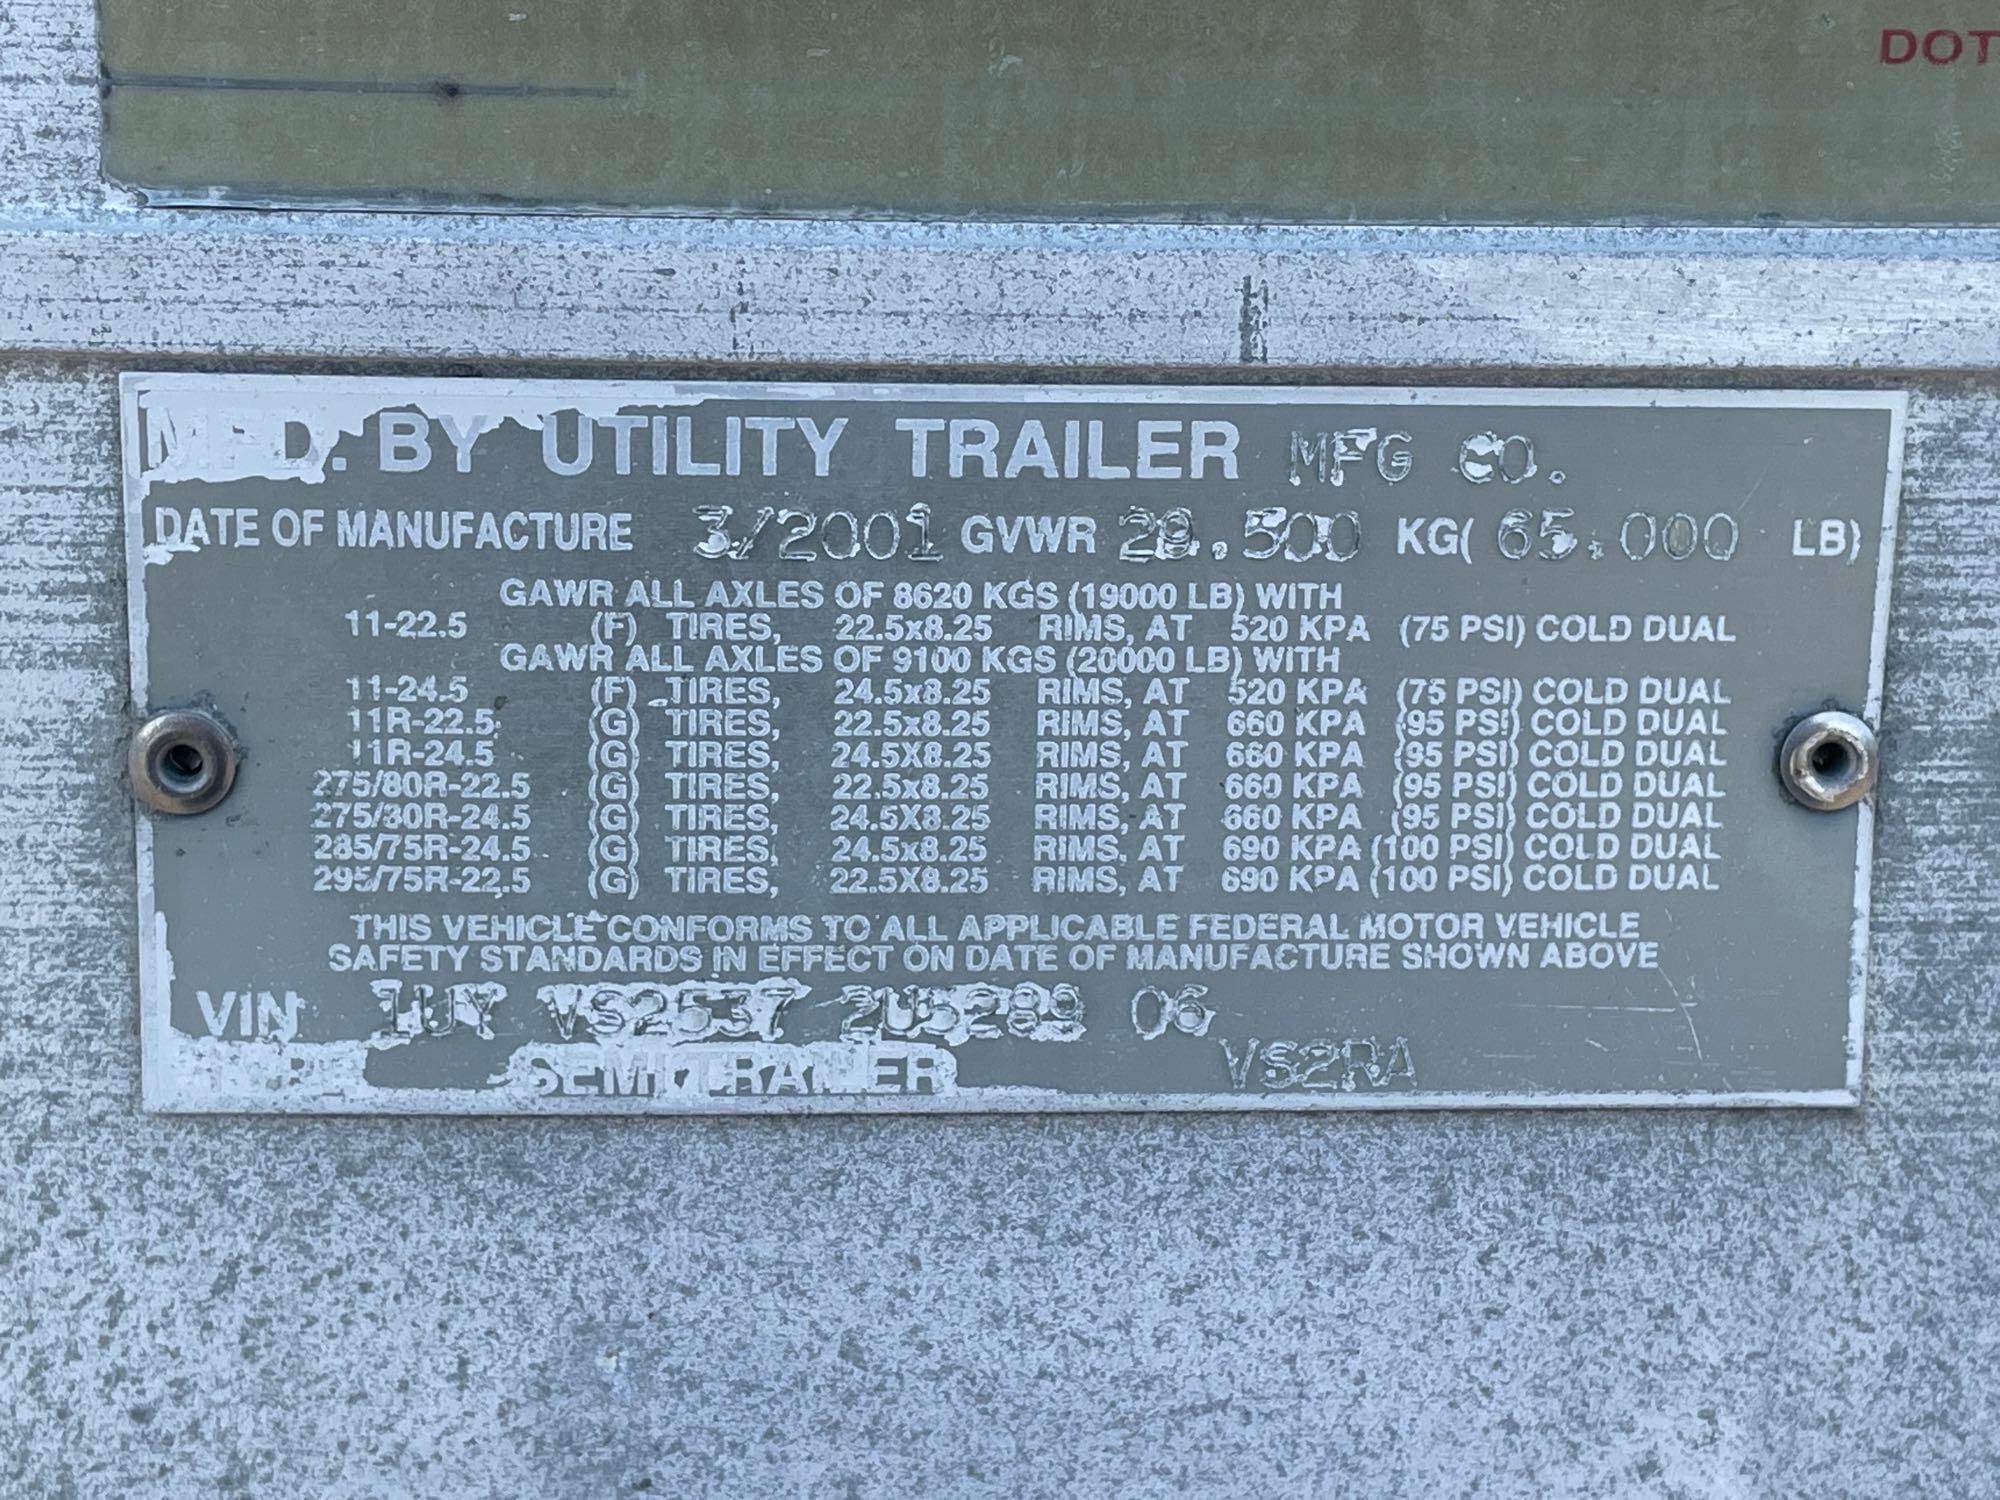 DOT
MFD. BY UTILITY TRAILER MFG CO.
DATE OF MANUFACTURE 3/2001 GVWR 29.500 KG( 65.000 LB)
GAWR ALL AXLES OF 8620 KGS (19000 LB) WITH
11-22.5 (F) TIRES, 22.5x8.25 RIMS, AT 520 KPA (75 PSI) COLD DUAL
GAWR ALL AXLES OF 9100 KGS (20000 LB) WITH
11-24.5 (F) TIRES, 24.5x8.25 RIMS, AT 520 KPA (75 PSI) COLD DUAL
11R-22.5 (G) TIRES, 22.5x8.25 RIMS, AT 660 KPA (95 PSI) COLD DUAL
11R-24.5 (G) TIRES, 24.5X8.25 RIMS, AT 660 KPA (95 PSI) COLD DUAL
275/80R-22.5 (G) TIRES, 22.5x8.25 RIMS, AT 660 KPA (95 PSI) COLD DUAL
275/80R-24.5 (G) TIRES, 24.5X8.25 RIMS, AT 660 KPA (95 PSI) COLD DUAL
285/75R-24.5 (G) TIRES, 24.5x8.25 RIMS, AT 690 KPA (100 PSI) COLD DUAL
295/75R-22.5 (G) TIRES, 22.5X8.25 RIMS, AT 690 KPA (100 PSI) COLD DUAL
THIS VEHICLE CONFORMS TO ALL APPLICABLE FEDERAL MOTOR VEHICLE
SAFETY STANDARDS IN EFFECT ON DATE OF MANUFACTURE SHOWN ABOVE
VIN 1UY VS2537 2U5289 06
TYPE SEMI TRAILER VS2RA